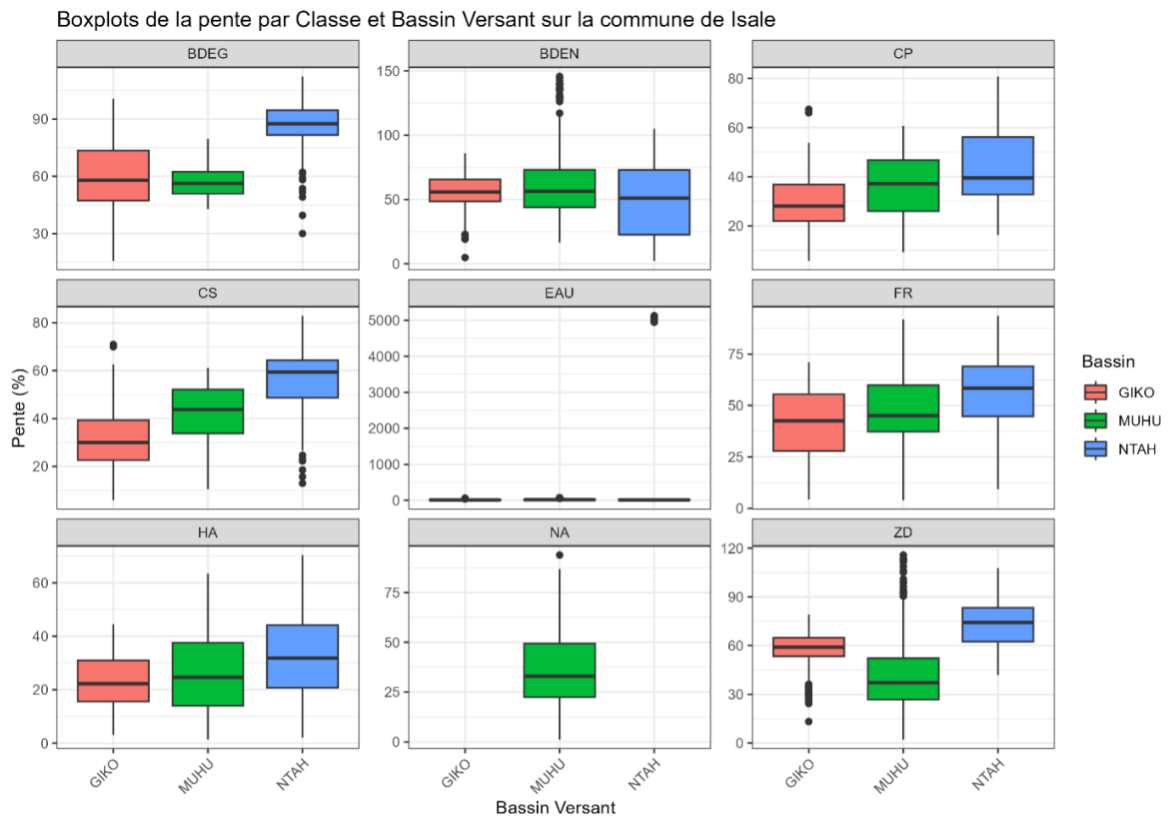 Boxplots de la pente par Classe et Bassin Versant sur la commune de Isale
BDEG
BDEN
CP
90
60
30
150
100
50
0
80
60
40
20
CS
EAU
FR
80
60
40
20
5000
4000
3000
2000
1000
0
75
50
25
0
HA
NA
ZD
60
40
20
0
75
50
25
0
120
90
60
30
0
GIKO
MUHU
NTAH
GIKO
MUHU
NTAH
GIKO
MUHU
NTAH
Pente (%)
Bassin Versant
Bassin
GIKO
MUHU
NTAH